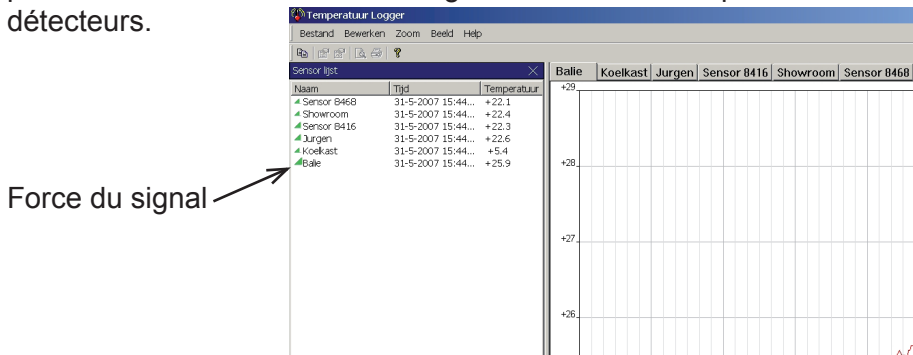 détecteurs.
Temperatuur Logger
Bestand Bewerken Zoom Beeld Help
Sensor lijst
Naam Tijd Temperatuur
Sensor 8468 31-5-2007 15:44... +22.1
Showroom 31-5-2007 15:44... +22.4
Sensor 8416 31-5-2007 15:44... +22.3
Jurgen 31-5-2007 15:44... +22.6
Koelkast 31-5-2007 15:44... +5.4
Balie 31-5-2007 15:44... +25.9
Force du signal
Balie Koelkast Jurgen Sensor 8416 Showroom Sensor 8468
+29
+28
+27
+26